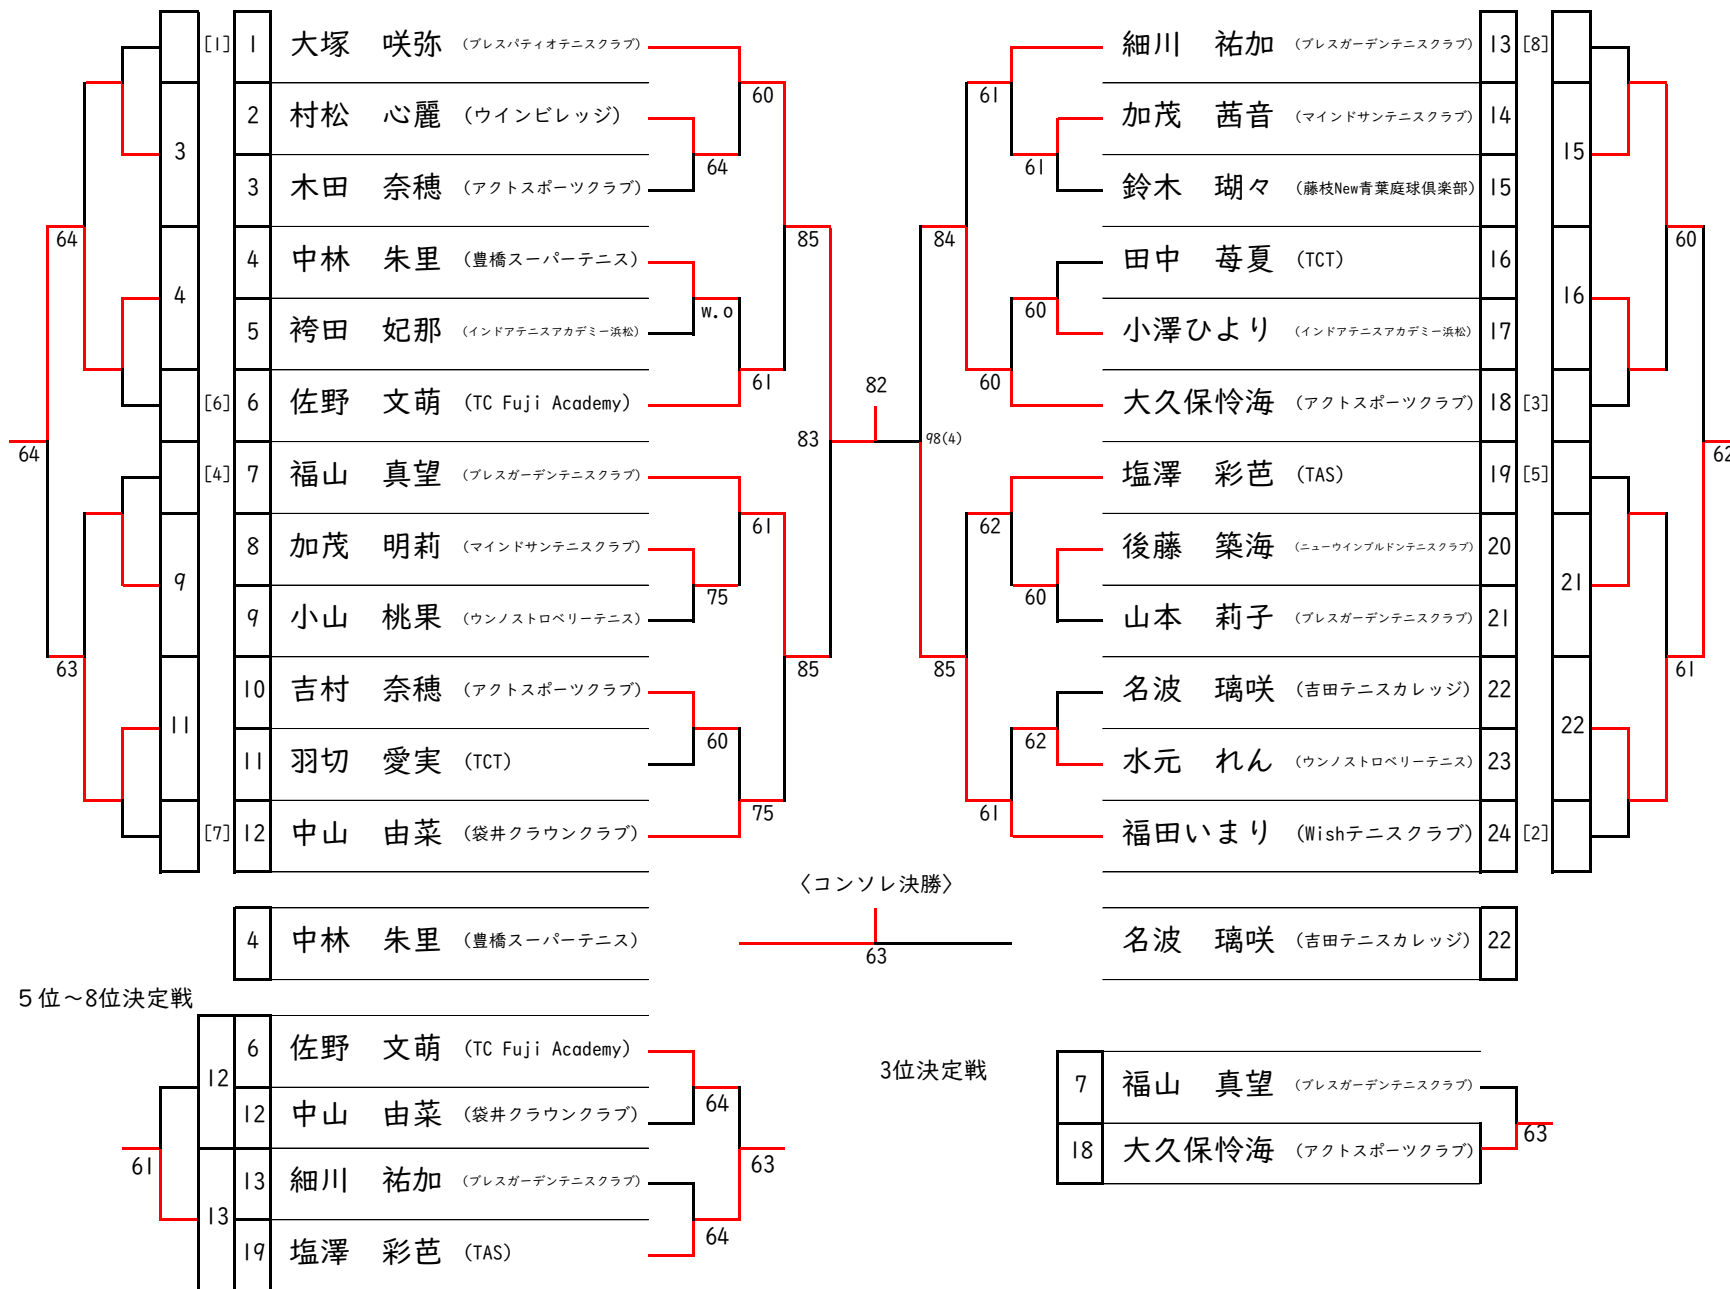 [1] 1 大塚 咲弥 (ブレスパティオテニスクラブ)
2 村松 心麗 (ウインビレッジ)
3 木田 奈穂 (アクトスポーツクラブ)
4 中林 朱里 (豊橋スーパーテニス)
5 袴田 妃那 (インドアテニスアカデミー浜松)
[6] 6 佐野 文萌 (TC Fuji Academy)
[4] 7 福山 真望 (ブレスガーデンテニスクラブ)
8 加茂 明莉 (マインドサンテニスクラブ)
9 小山 桃果 (ウンノストロベリーテニス)
10 吉村 奈穂 (アクトスポーツクラブ)
11 羽切 愛実 (TCT)
[7] 12 中山 由菜 (袋井クラウンクラブ)
3
4
9
11
64
63
64
60
64
w.o
61
61
75
60
75
85
85
83
82
細川 祐加 (ブレスガーデンテニスクラブ) 13 [8]
加茂 茜音 (マインドサンテニスクラブ) 14
鈴木 瑚々 (藤枝New青葉庭球倶楽部) 15
田中 苺夏 (TCT) 16
小澤ひより (インドアテニスアカデミー浜松) 17
大久保怜海 (アクトスポーツクラブ) 18 [3]
塩澤 彩芭 (TAS) 19 [5]
後藤 築海 (ニューウインブルドンテニスクラブ) 20
山本 莉子 (ブレスガーデンテニスクラブ) 21
名波 璃咲 (吉田テニスカレッジ) 22
水元 れん (ウンノストロベリーテニス) 23
福田いまり (Wishテニスクラブ) 24 [2]
61
61
60
60
62
60
62
61
84
85
98(4)
15
16
21
22
60
61
62
〈コンソレ決勝〉
4 中林 朱里 (豊橋スーパーテニス)
63
名波 璃咲 (吉田テニスカレッジ) 22
5位~8位決定戦
12
13
6 佐野 文萌 (TC Fuji Academy)
12 中山 由菜 (袋井クラウンクラブ)
13 細川 祐加 (ブレスガーデンテニスクラブ)
19 塩澤 彩芭 (TAS)
61
64
64
63
3位決定戦
7 福山 真望 (ブレスガーデンテニスクラブ)
18 大久保怜海 (アクトスポーツクラブ)
63